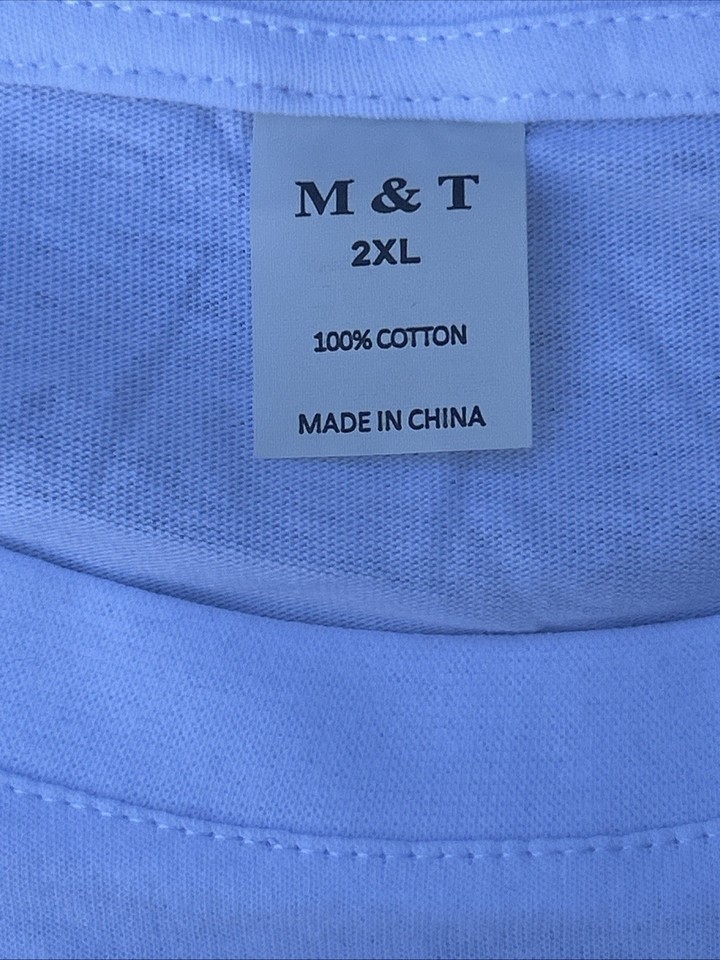 M & T
2XL
100% COTTON
MADE IN CHINA